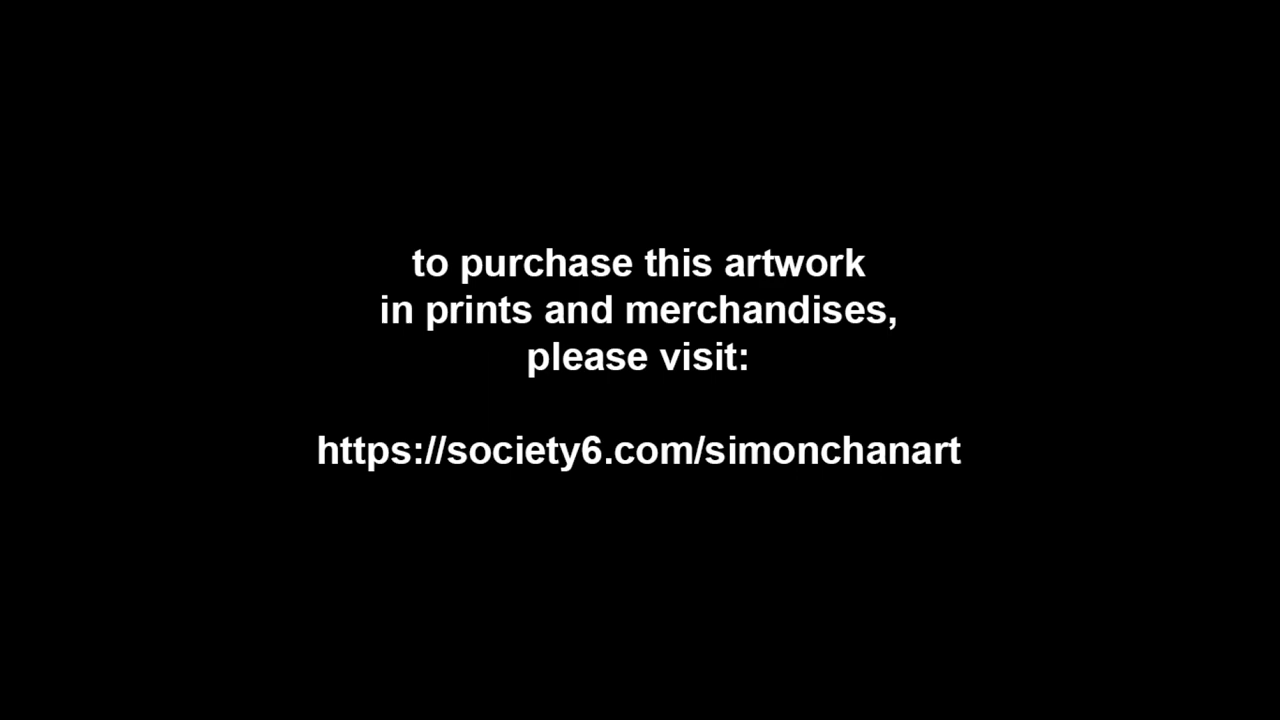 to purchase this artwork
in prints and merchandises,
please visit:
https://society6.com/simonchanart